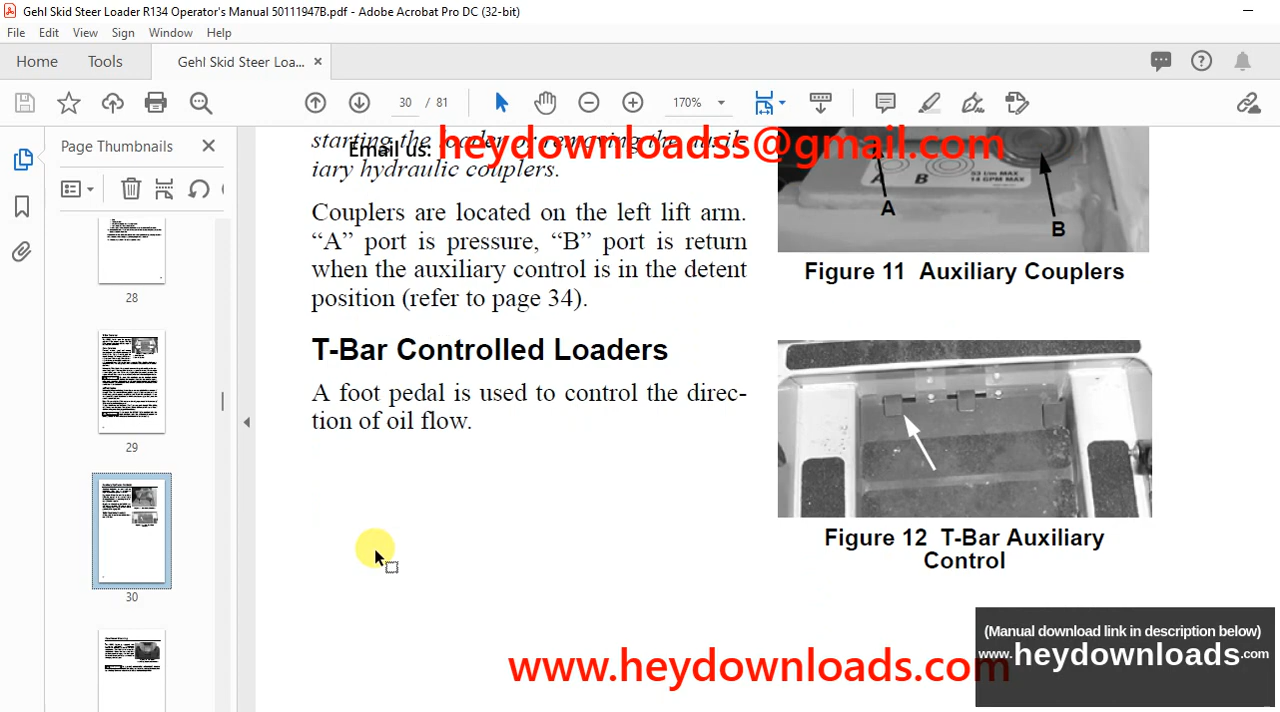 Gehl Skid Steer Loader R134 Operator's Manual 50111947B.pdf - Adobe Acrobat Pro DC (32-bit)
File Edit View Sign Window Help
Home Tools Gehl Skid Steer Loa... ×
30 / 81 170%
Page Thumbnails
28
29
30
starting the loader or removing the auxil-
iary hydraulic couplers.
Email us: heydownloadss@gmail.com
Couplers are located on the left lift arm.
“A” port is pressure, “B” port is return
when the auxiliary control is in the detent
position (refer to page 34).
T-Bar Controlled Loaders
A foot pedal is used to control the direc-
tion of oil flow.
A B
A
B
Figure 11 Auxiliary Couplers
Figure 12 T-Bar Auxiliary
Control
www.heydownloads.com
(Manual download link in description below)
www.heydownloads.com